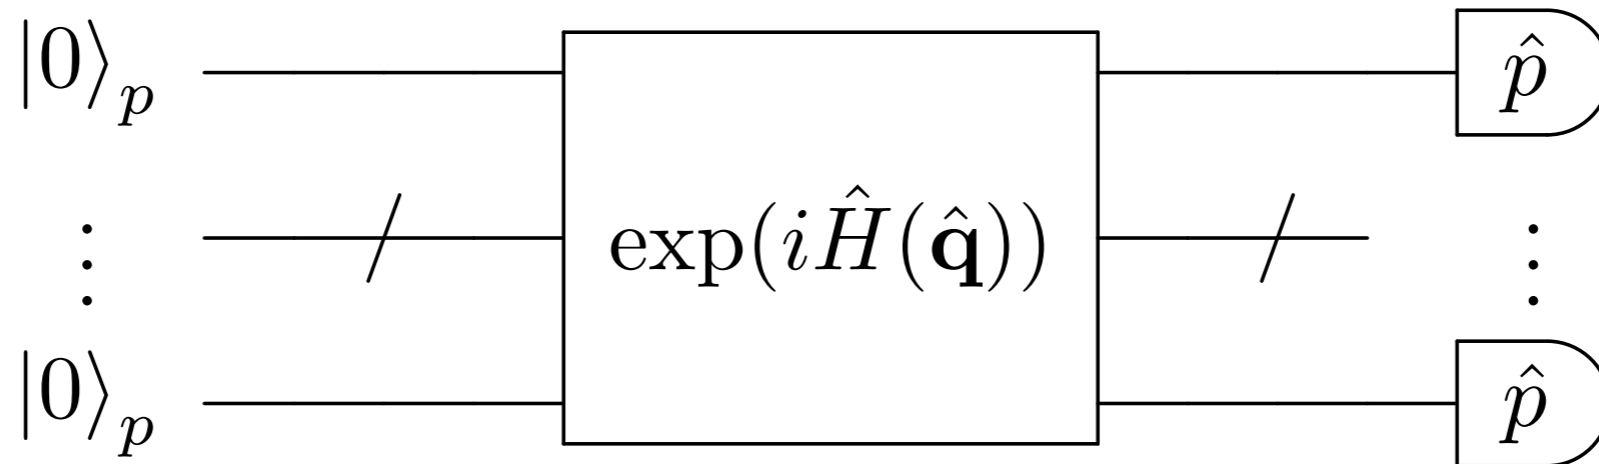 |0⟩_p p̂
⋮ exp(iĤ(q̂)) ⋮
|0⟩_p p̂